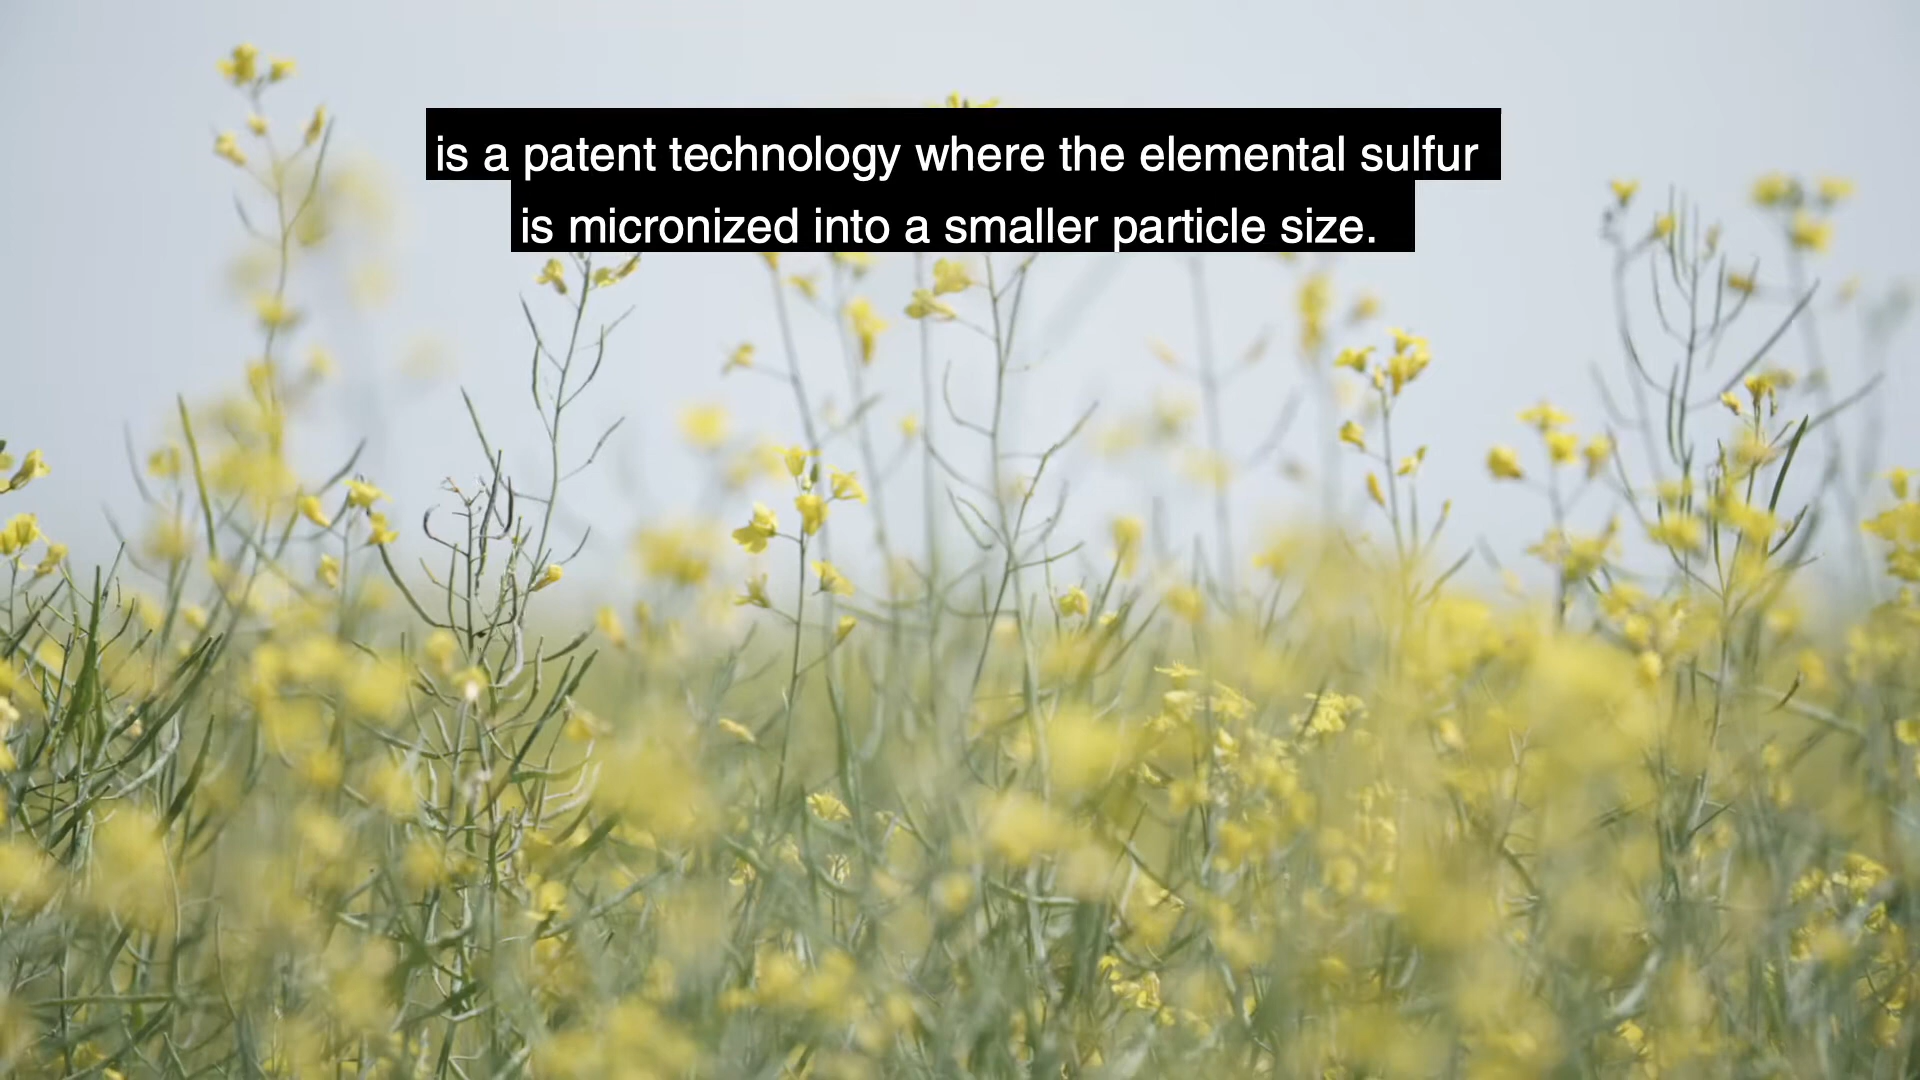 is a patent technology where the elemental sulfur
is micronized into a smaller particle size.